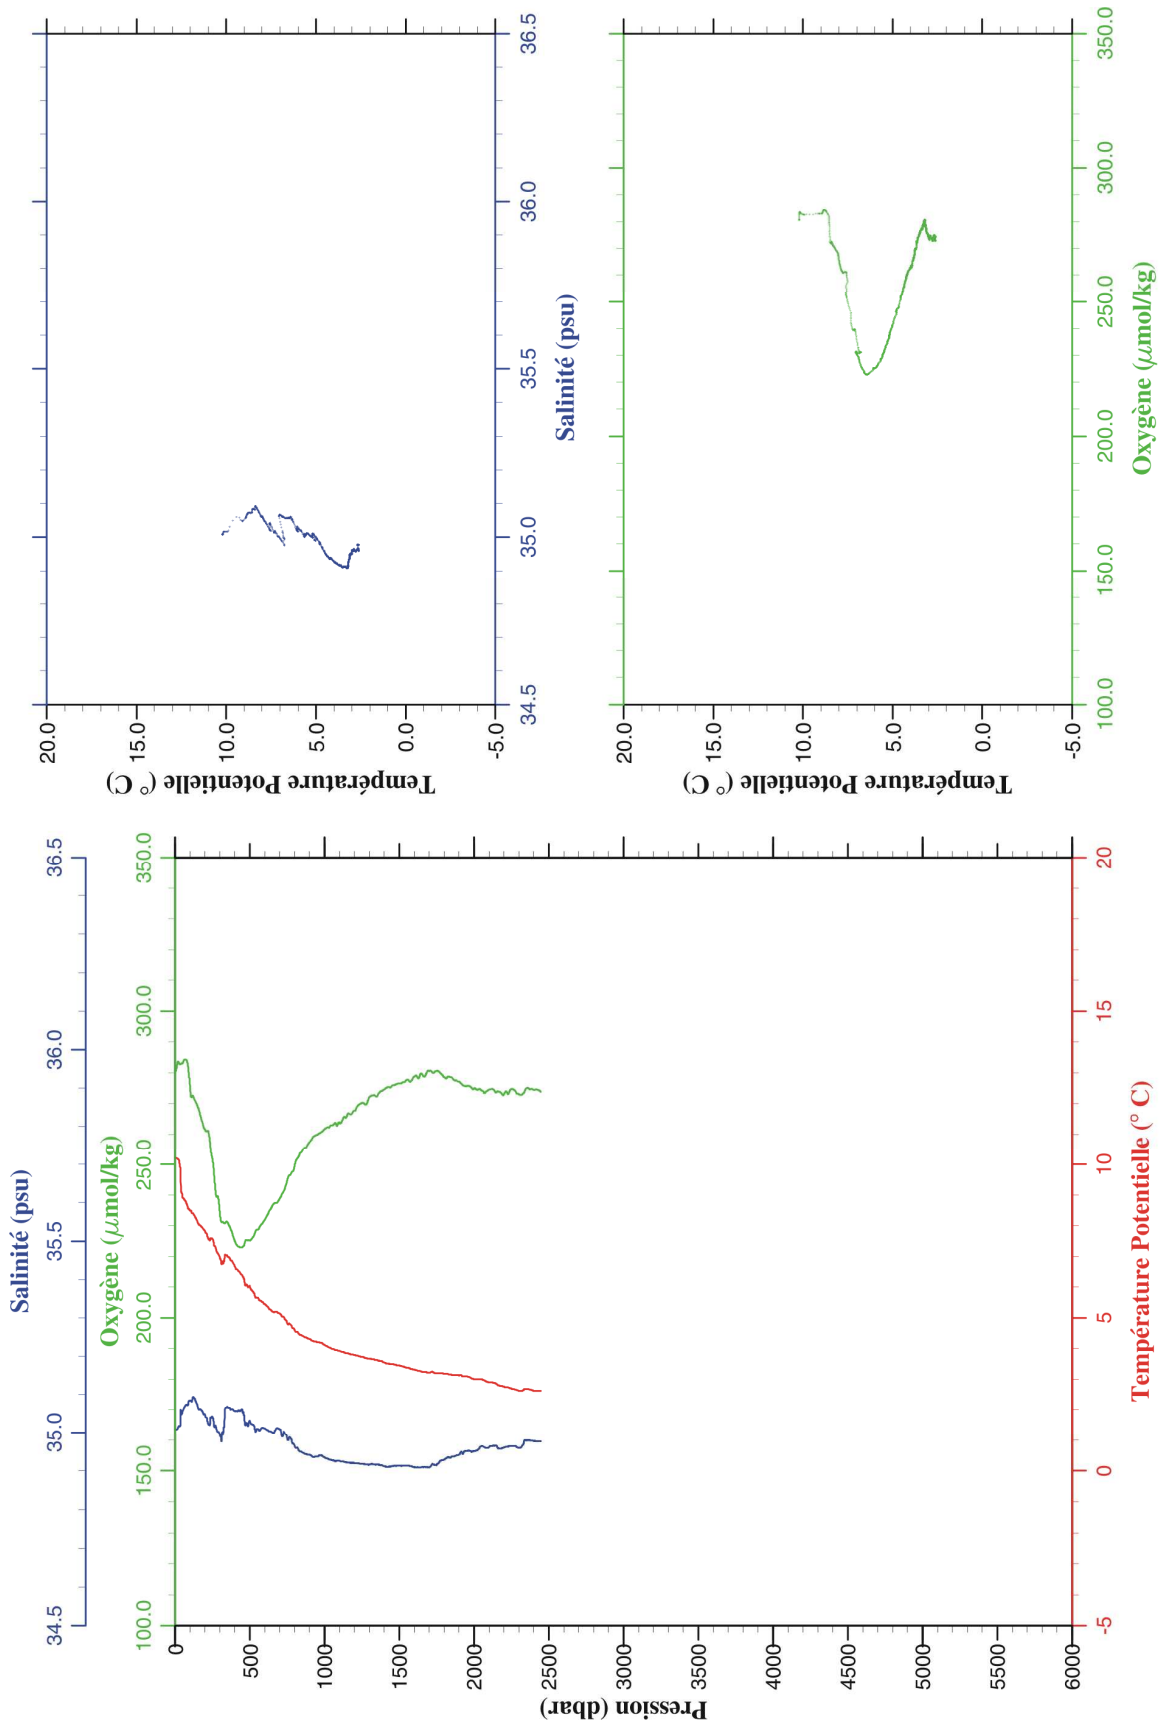 Salinité (psu)
34.5 35.0 35.5 36.0 36.5
Oxygène (μmol/kg)
100.0 150.0 200.0 250.0 300.0 350.0
0
500
1000
1500
2000
2500
3000
3500
4000
4500
5000
5500
6000
Pression (dbar)
-5 0 5 10 15 20
Température Potentielle (° C)
20.0
15.0
10.0
5.0
0.0
-5.0
Température Potentielle (° C)
34.5 35.0 35.5 36.0 36.5
Salinité (psu)
20.0
15.0
10.0
5.0
0.0
-5.0
Température Potentielle (° C)
100.0 150.0 200.0 250.0 300.0 350.0
Oxygène (μmol/kg)